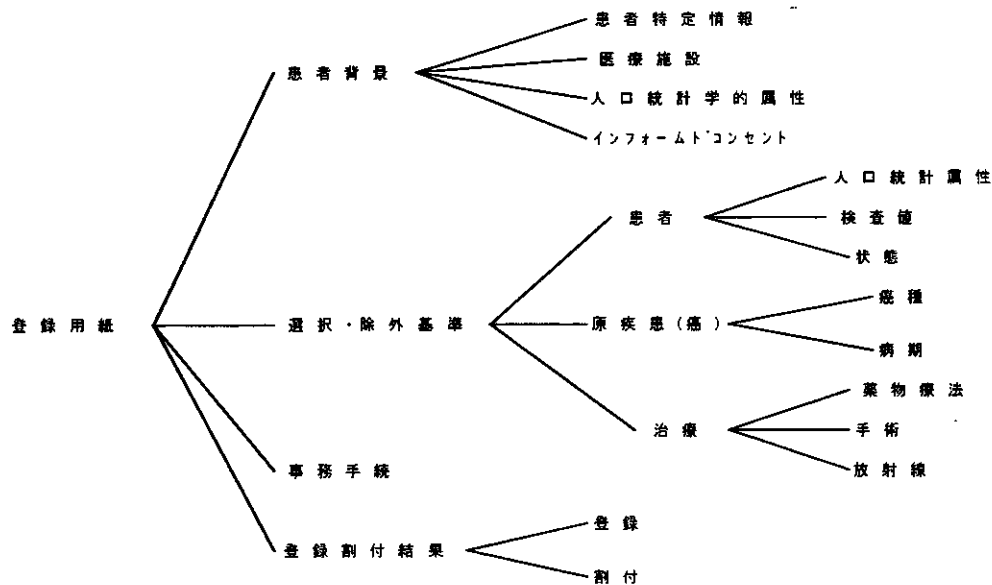 患者特定情報
医療施設
患者背景
人口統計学的属性
インフォームドコンセント
人口統計属性
患者
検査値
状態
癌種
登録用紙
選択・除外基準
原疾患(癌)
病期
薬物療法
治療
手術
放射線
事務手続
登録
登録割付結果
割付